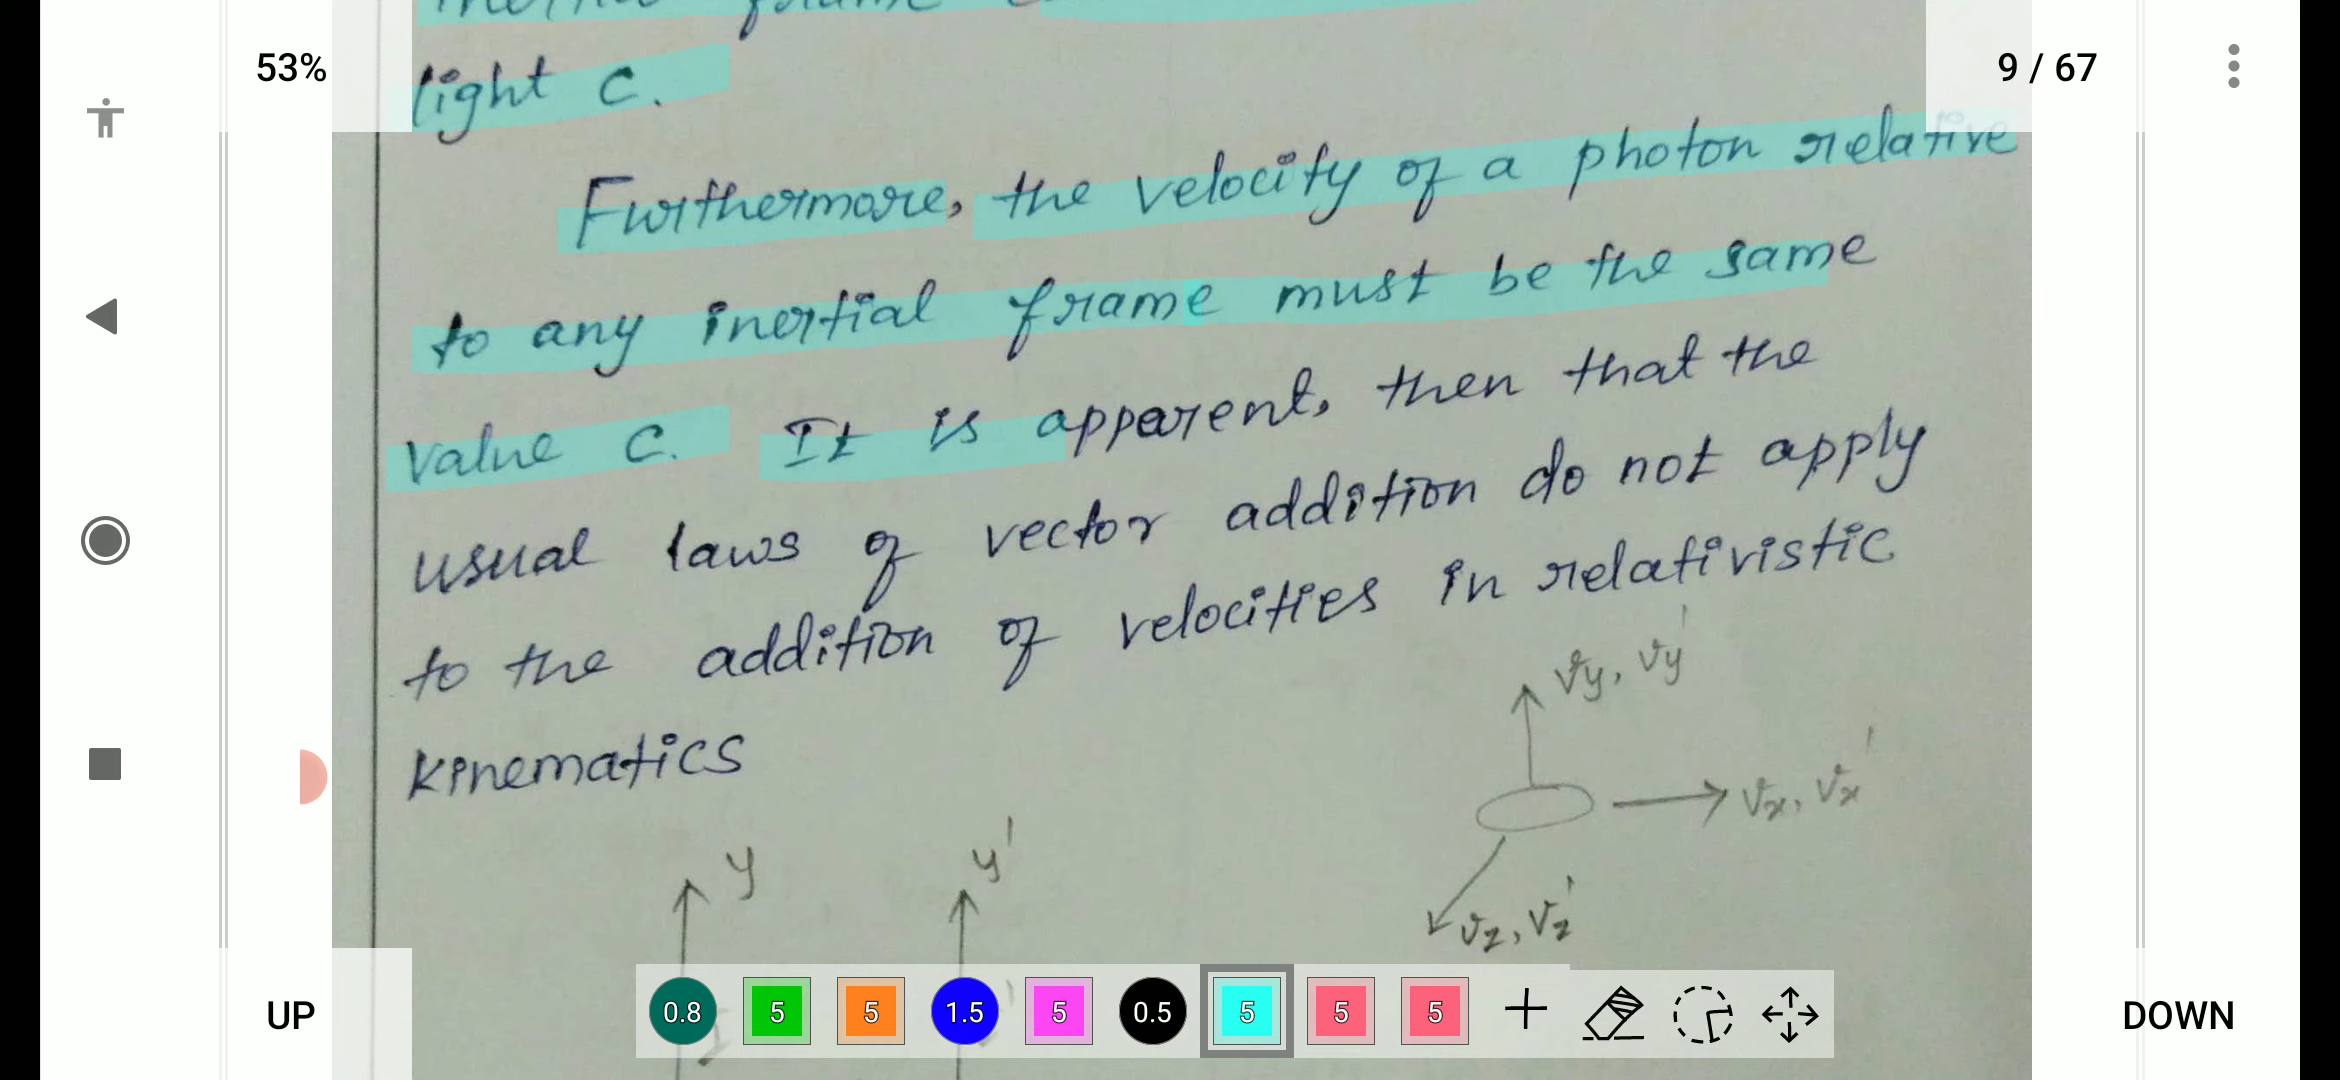 53%
9 / 67
frame
light c.
Furthermore, the velocity of a photon relative
to any inertial frame must be the same
value c. It is apparent, then that the
usual laws of vector addition do not apply
to the addition of velocities in relativistic
kinematics
vy, vy'
vx, vx'
vz, vz'
y y'
UP
0.8 5 5 1.5 5 0.5 5 5 5
DOWN